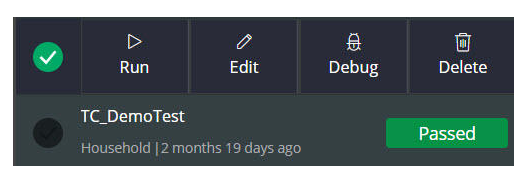 Run Edit Debug Delete
TC_DemoTest
Passed
Household |2 months 19 days ago